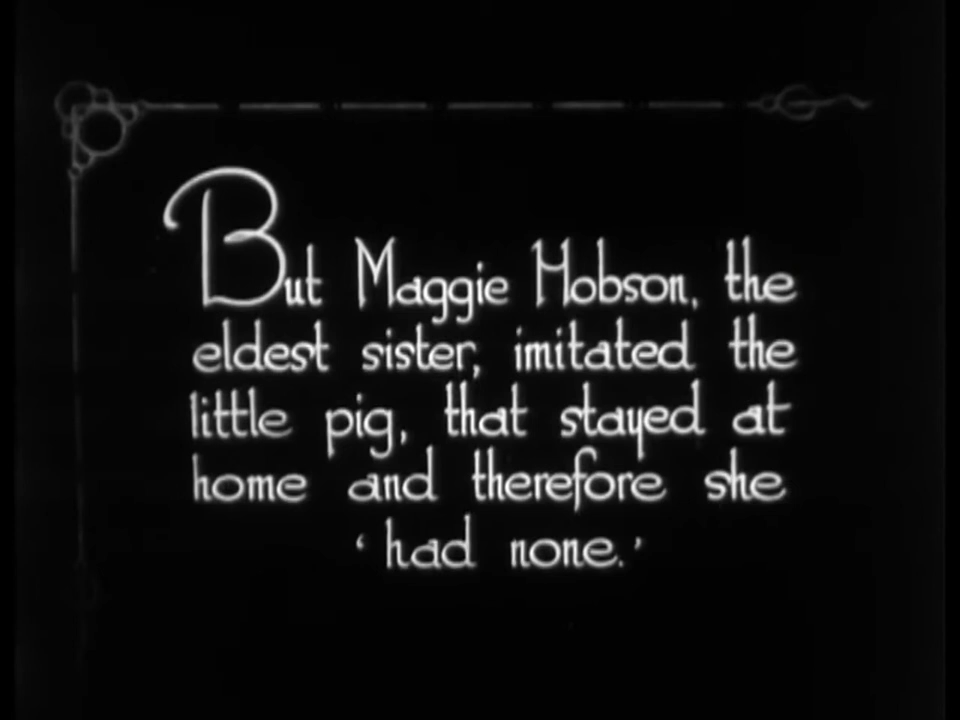 But Maggie Hobson, the
eldest sister, imitated the
little pig, that stayed at
home and therefore she
‘had none.’